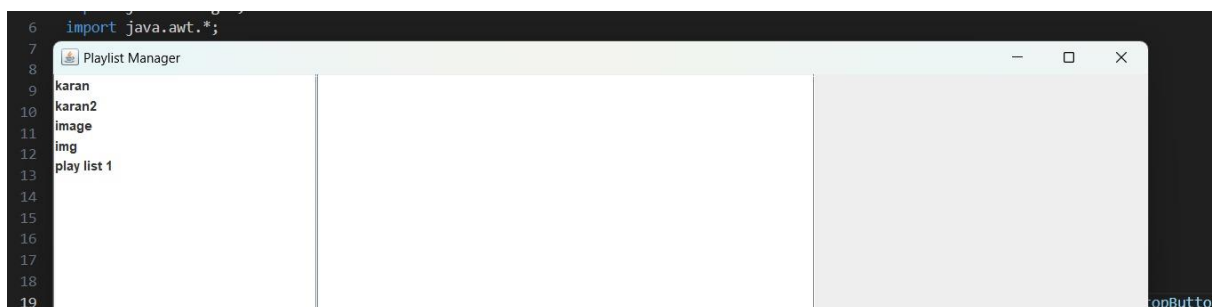 6 import java.awt.*;
7
Playlist Manager
8
9
karan
10
karan2
11
image
12
img
13
play list 1
14
15
16
17
18
19
opButto